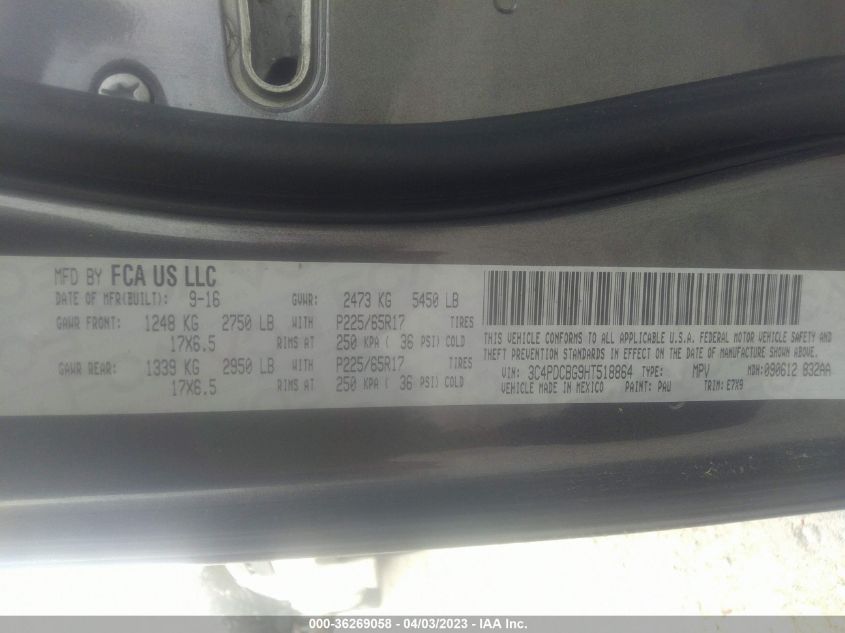 MFD BY FCA US LLC
DATE OF MFR(BUILT): 9-16 GVWR: 2473 KG 5450 LB
GAWR FRONT: 1248 KG 2750 LB WITH P225/65R17 TIRES
17X6.5 RIMS AT 250 KPA ( 36 PSI) COLD
GAWR REAR: 1339 KG 2950 LB WITH P225/65R17 TIRES
17X6.5 RIMS AT 250 KPA ( 36 PSI) COLD
THIS VEHICLE CONFORMS TO ALL APPLICABLE U.S.A. FEDERAL MOTOR VEHICLE SAFETY AND
THEFT PREVENTION STANDARDS IN EFFECT ON THE DATE OF MANUFACTURE SHOWN ABOVE.
VIN: 3C4PDCBG9HT518864 TYPE: MPV MDH:090612 832AA
VEHICLE MADE IN MEXICO PAINT: PAU TRIM: E7X9
000-36269058 - 04/03/2023 - IAA Inc.